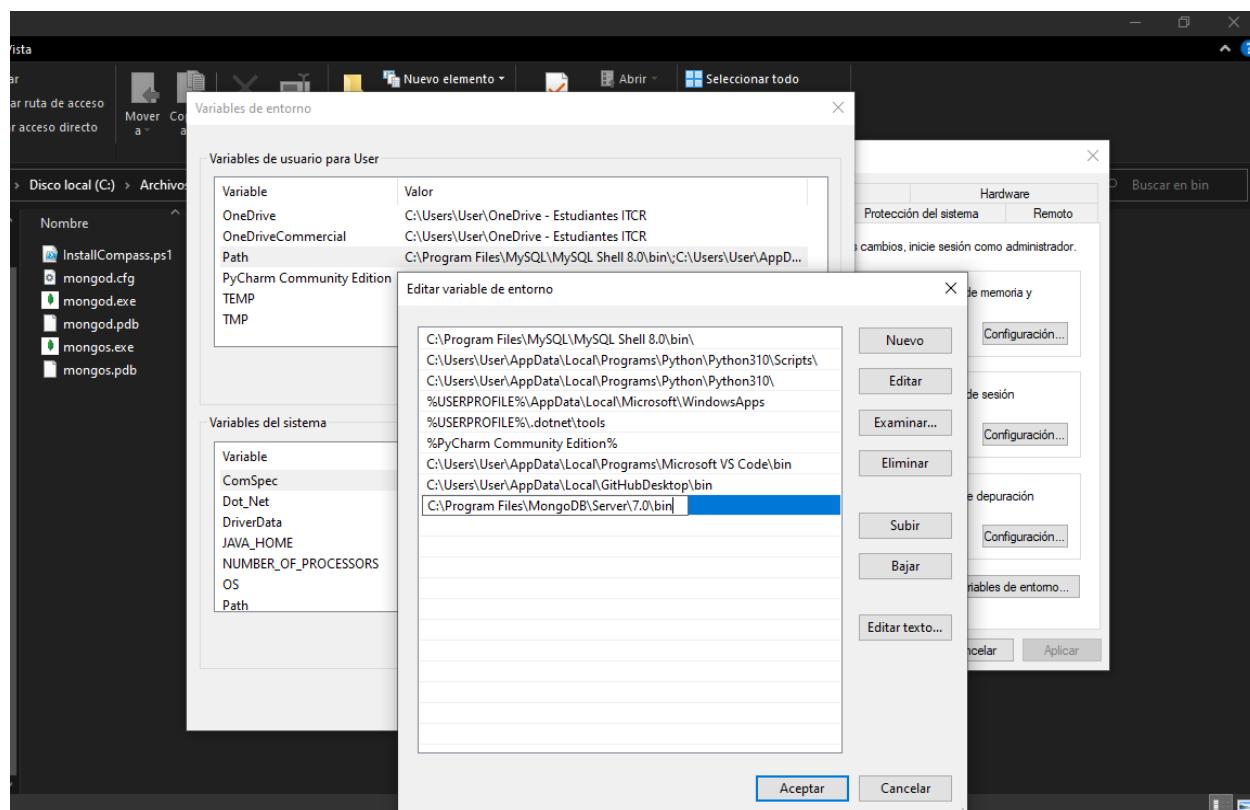 Vista
ar
ar ruta de acceso
r acceso directo
Mover
a
Co
a
Nuevo elemento
Abrir
Seleccionar todo
Disco local (C:) > Archivo
Buscar en bin
Nombre
InstallCompass.ps1
mongod.cfg
mongod.exe
mongod.pdb
mongos.exe
mongos.pdb
Variables de entorno
Variables de usuario para User
Variable Valor
OneDrive C:\Users\User\OneDrive - Estudiantes ITCR
OneDriveCommercial C:\Users\User\OneDrive - Estudiantes ITCR
Path C:\Program Files\MySQL\MySQL Shell 8.0\bin\;C:\Users\User\AppD...
PyCharm Community Edition
TEMP
TMP
Variables del sistema
Variable
ComSpec
Dot_Net
DriverData
JAVA_HOME
NUMBER_OF_PROCESSORS
OS
Path
Editar variable de entorno
C:\Program Files\MySQL\MySQL Shell 8.0\bin\
C:\Users\User\AppData\Local\Programs\Python\Python310\Scripts\
C:\Users\User\AppData\Local\Programs\Python\Python310\
%USERPROFILE%\AppData\Local\Microsoft\WindowsApps
%USERPROFILE%\.dotnet\tools
%PyCharm Community Edition%
C:\Users\User\AppData\Local\Programs\Microsoft VS Code\bin
C:\Users\User\AppData\Local\GitHubDesktop\bin
C:\Program Files\MongoDB\Server\7.0\bin
Nuevo
Editar
Examinar...
Eliminar
Subir
Bajar
Editar texto...
Aceptar
Cancelar
Hardware
Protección del sistema
Remoto
s cambios, inicie sesión como administrador.
de memoria y
Configuración...
de sesión
Configuración...
e depuración
Configuración...
riables de entorno...
ncelar
Aplicar